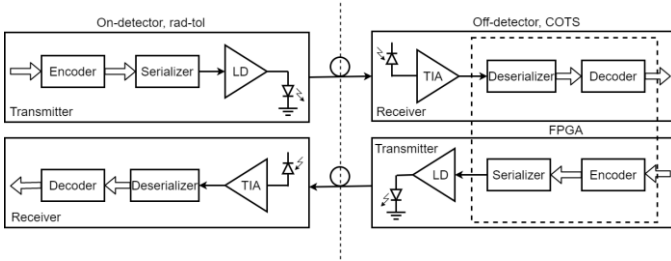 On-detector, rad-tol
Off-detector, COTS
Encoder
Serializer
LD
Transmitter
TIA
Deserializer
Decoder
Receiver
FPGA
Decoder
Deserializer
TIA
Receiver
Transmitter
LD
Serializer
Encoder